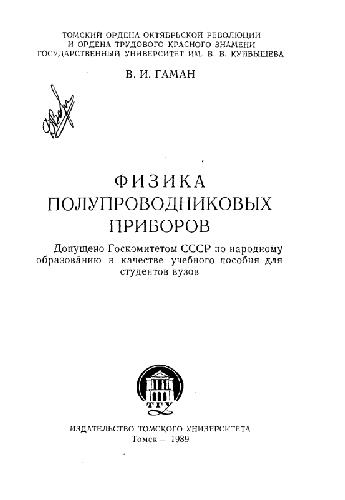 ТОМСКИЙ ОРДЕНА ОКТЯБРЬСКОЙ РЕВОЛЮЦИИ
И ОРДЕНА ТРУДОВОГО КРАСНОГО ЗНАМЕНИ
ГОСУДАРСТВЕННЫЙ УНИВЕРСИТЕТ ИМ. В. В. КУЙБЫШЕВА
В. И. ГАМАН
ФИЗИКА
ПОЛУПРОВОДНИКОВЫХ
ПРИБОРОВ
Допущено Госкомитетом СССР по народному
образованию в качестве учебного пособия для
студентов вузов
ТГУ
ИЗДАТЕЛЬСТВО ТОМСКОГО УНИВЕРСИТЕТА
Томск — 1989